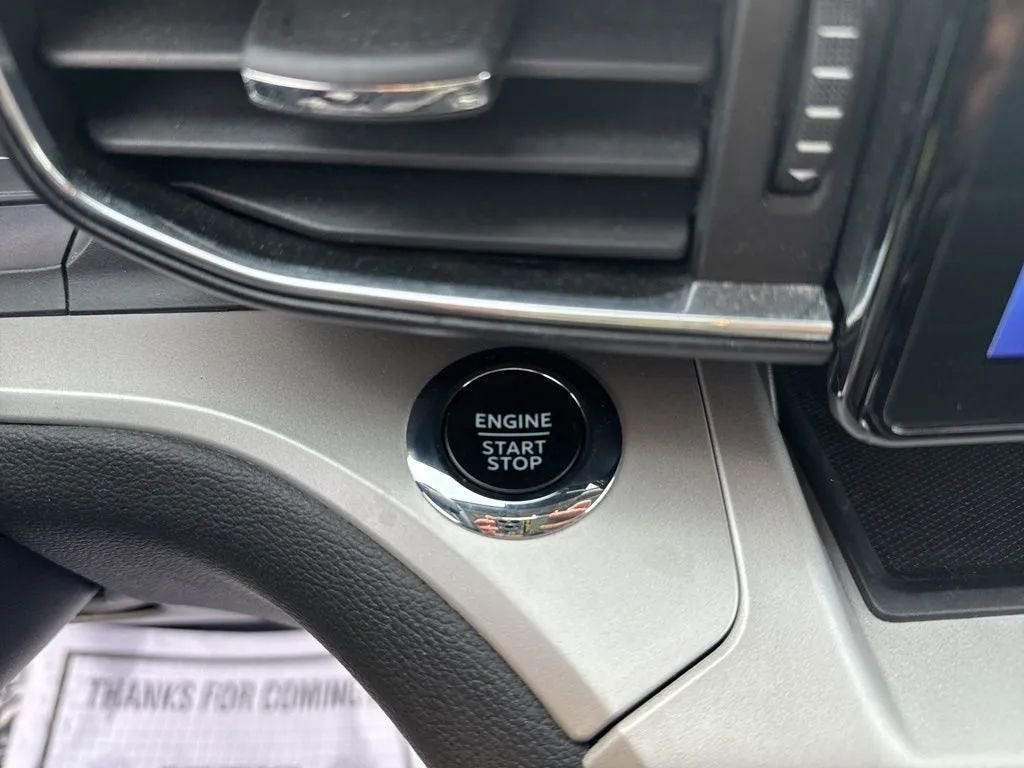 ENGINE
START
STOP
THANKS FOR COMING